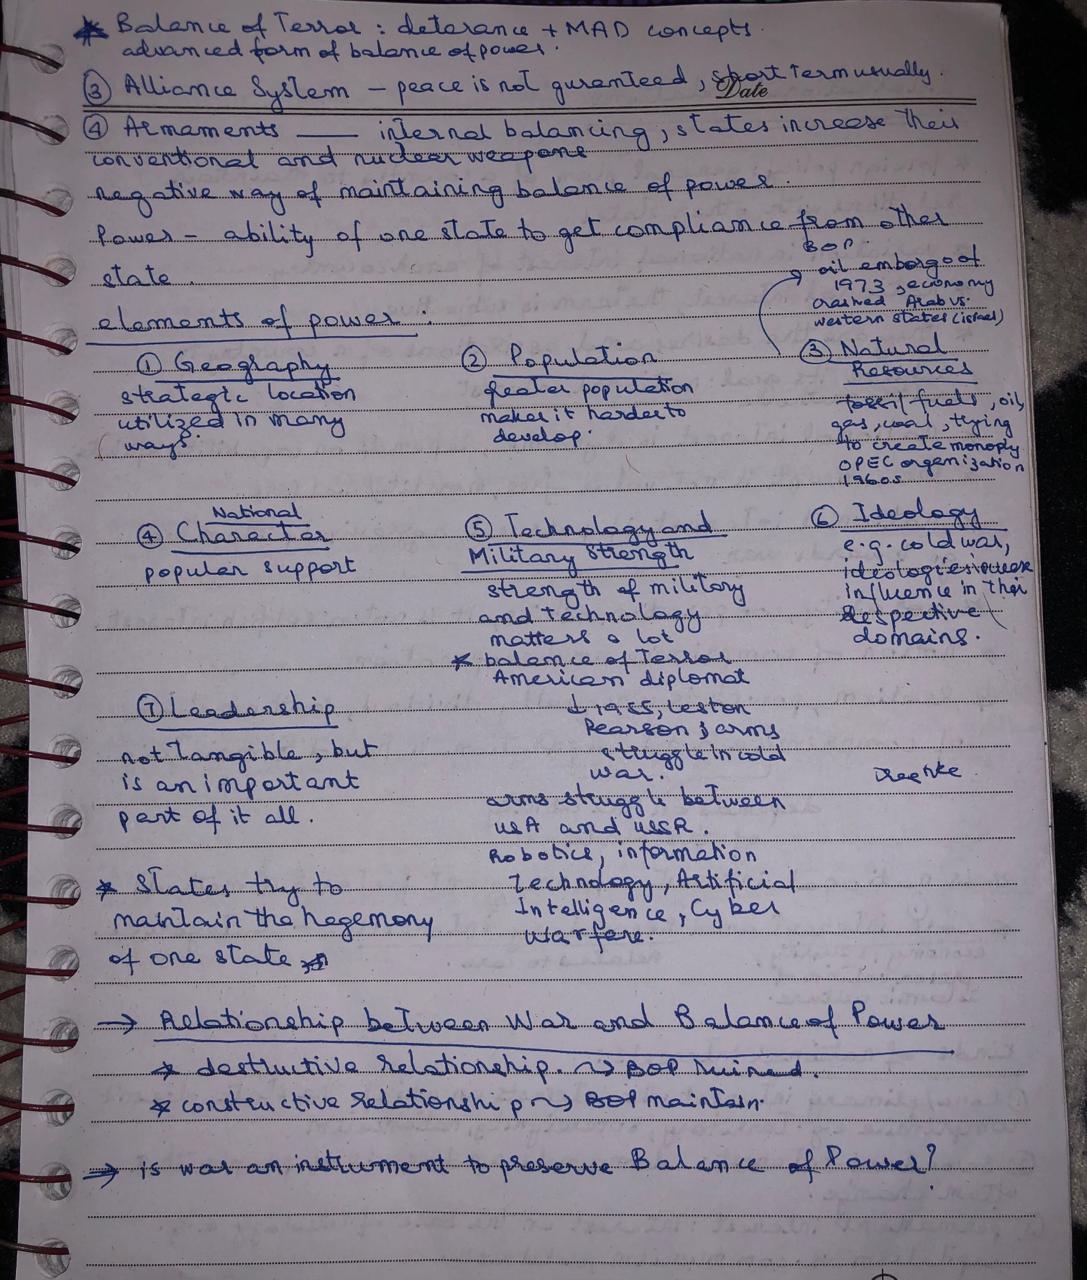 * Balance of Terror : deterance + MAD concepts.
advanced form of balance of power.
③ Alliance System – peace is not guranteed, short term usually.
Date
④ Armaments —— internal balancing, states increase their
conventional and nuclear weapons
negative way of maintaining balance of power.
Power – ability of one state to get compliance from other
state.
BOP.
oil embargo of
1973, economy
crashed Arab vs.
western states (israel)
elements of power :
① Geography
strategic location
utilized in many
ways.
② Population
greater population
makes it harder to
develop.
③ Natural
Resources
fossil fuels, oil,
gas, coal, trying
to create monoply
OPEC organization
1960s
④ National
Character
popular support
⑤ Technology and
Military Strength
strength of military
and technology
matters a lot
* balance of Terror
American diplomat
↓ 1955, Leston
Pearson } arms
struggle in cold
war.
arms struggle between
USA and USSR.
Robotics, information
Technology, Artificial
Intelligence, Cyber
Warfere.
⑥ Ideology
e.g. cold war,
ideologies
influence in their
respective
domains.
⑦ Leadership
not tangible, but
is an important
part of it all.
* States try to
maintain the hegemony
of one state
→ Relationship between War and Balance of Power
* destructive relationship. ~> BOP ruined.
* constructive relationship ~> BOP maintain.
→ is war an instrument to preserve Balance of Power?